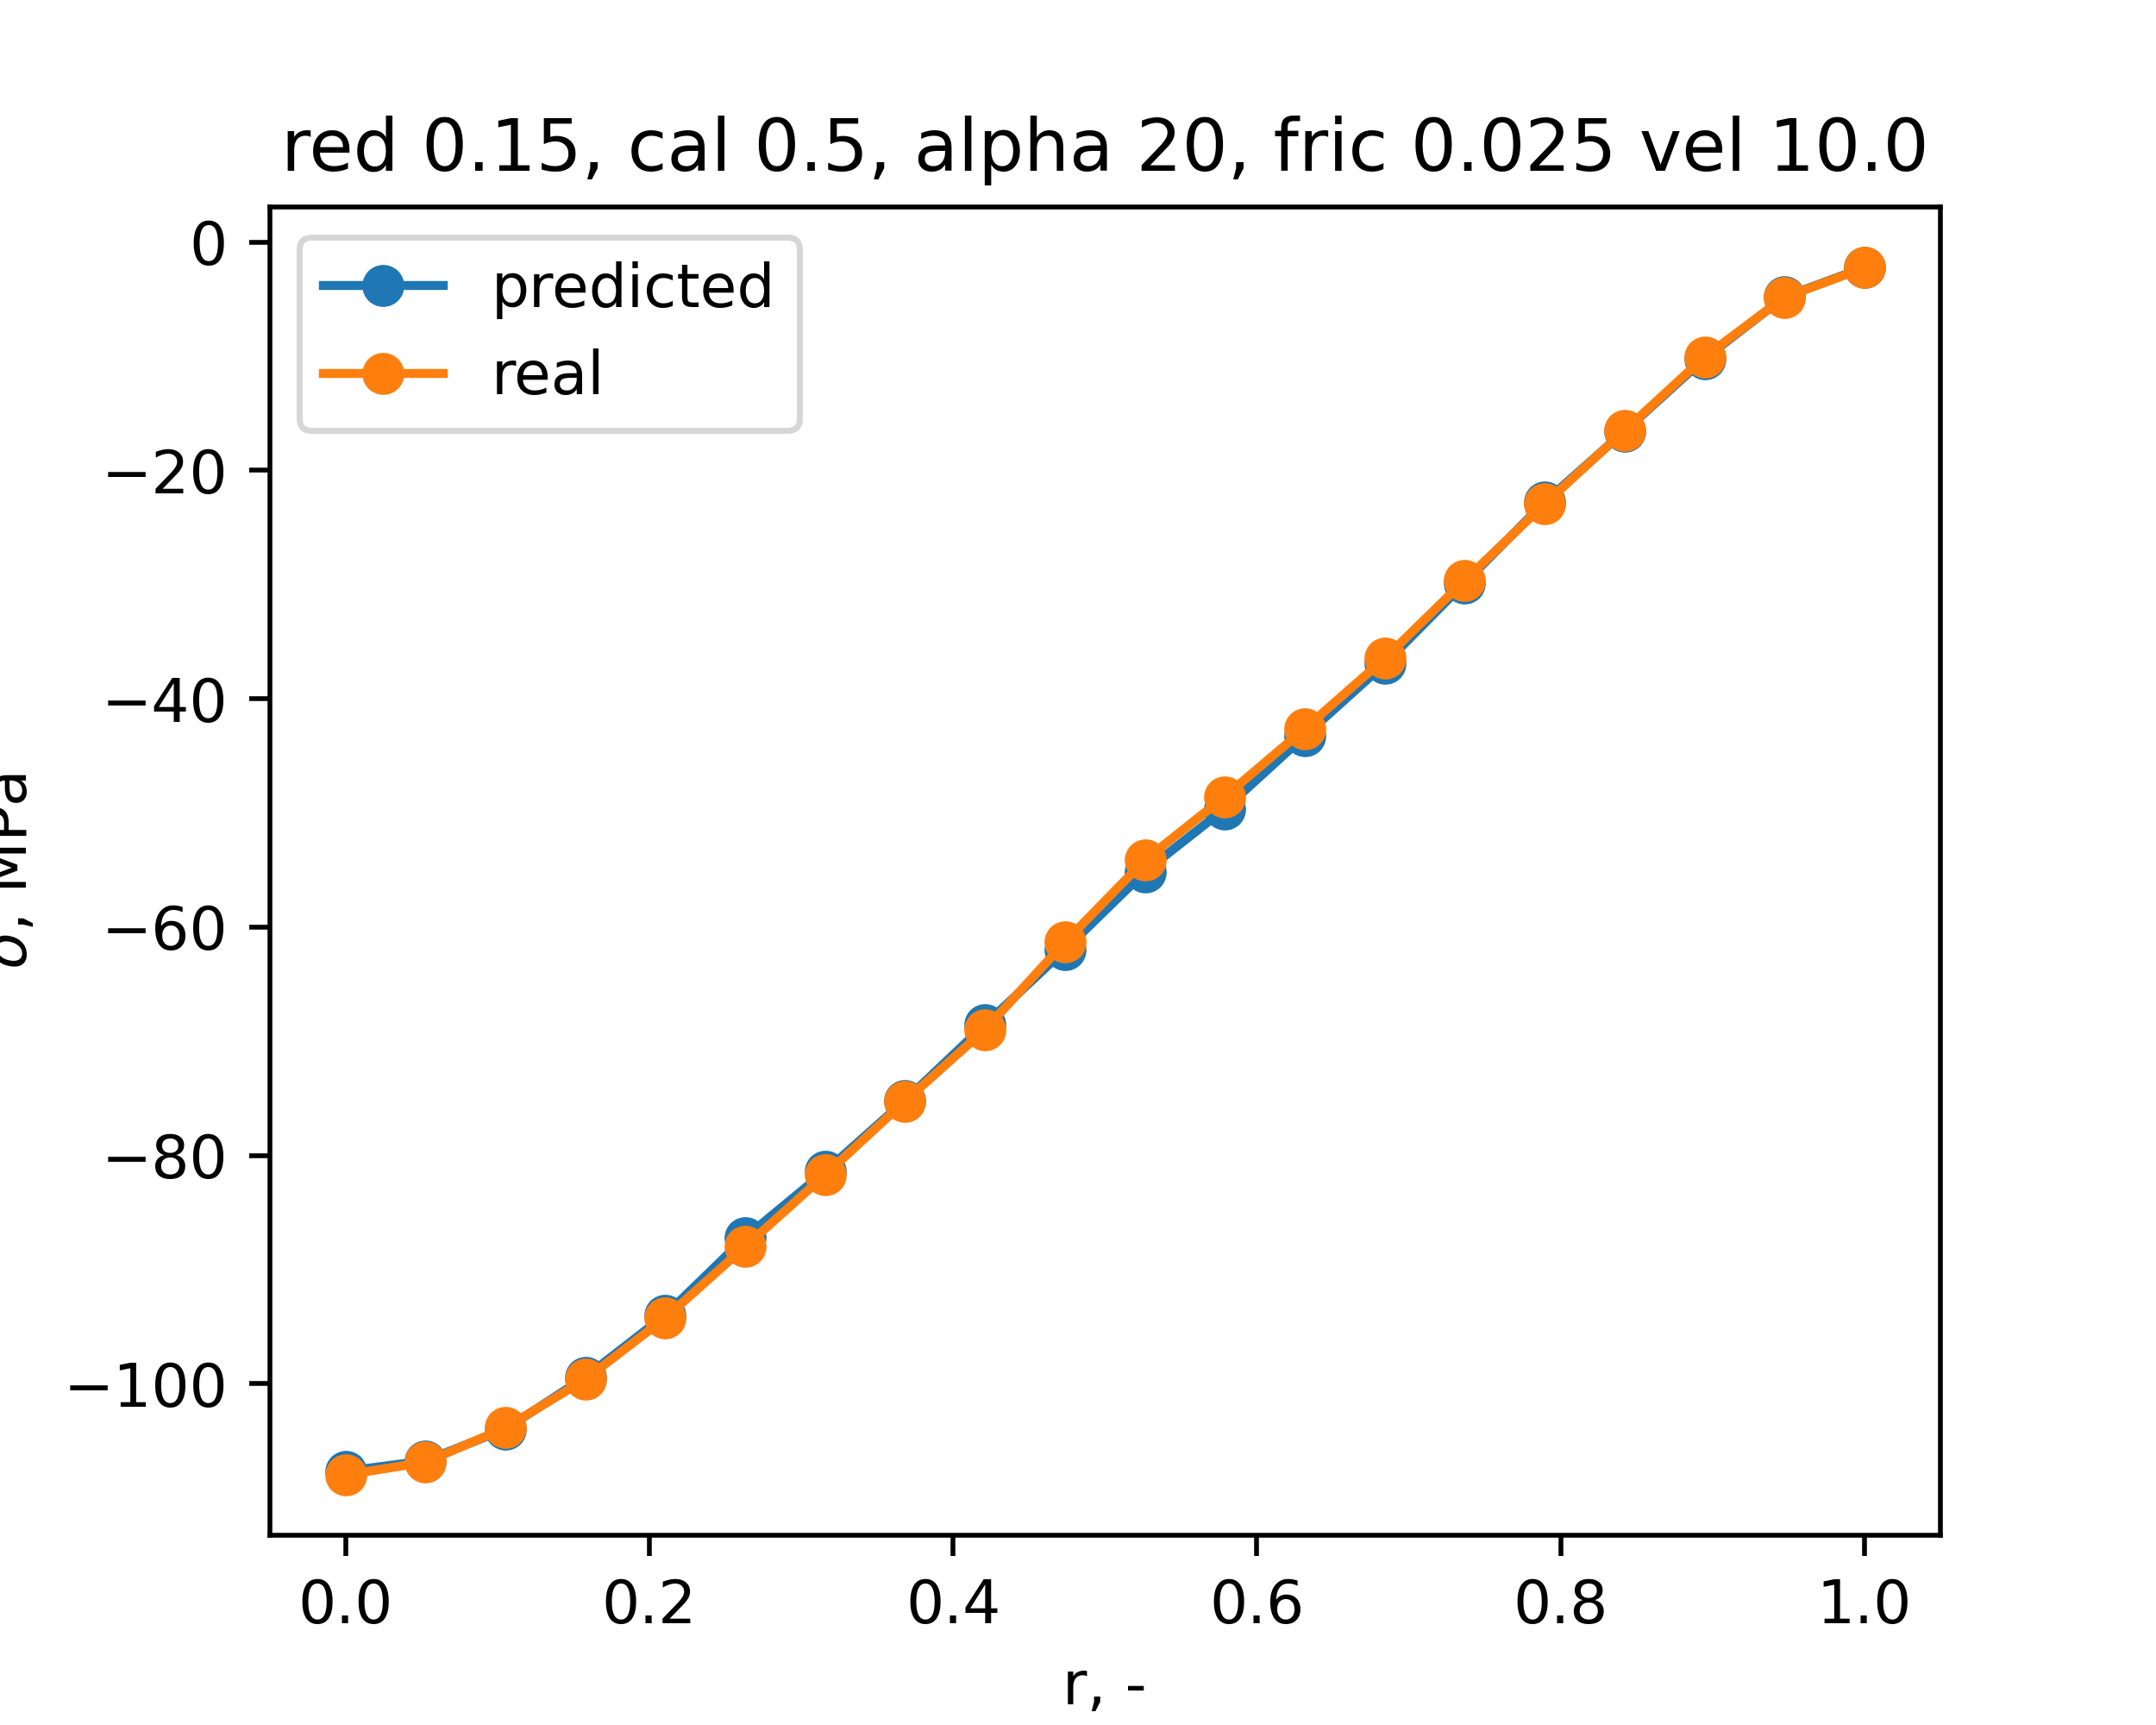 red 0.15, cal 0.5, alpha 20, fric 0.025 vel 10.0
predicted
real
0
−20
−40
−60
−80
−100
, MPa
0.0 0.2 0.4 0.6 0.8 1.0
r, -